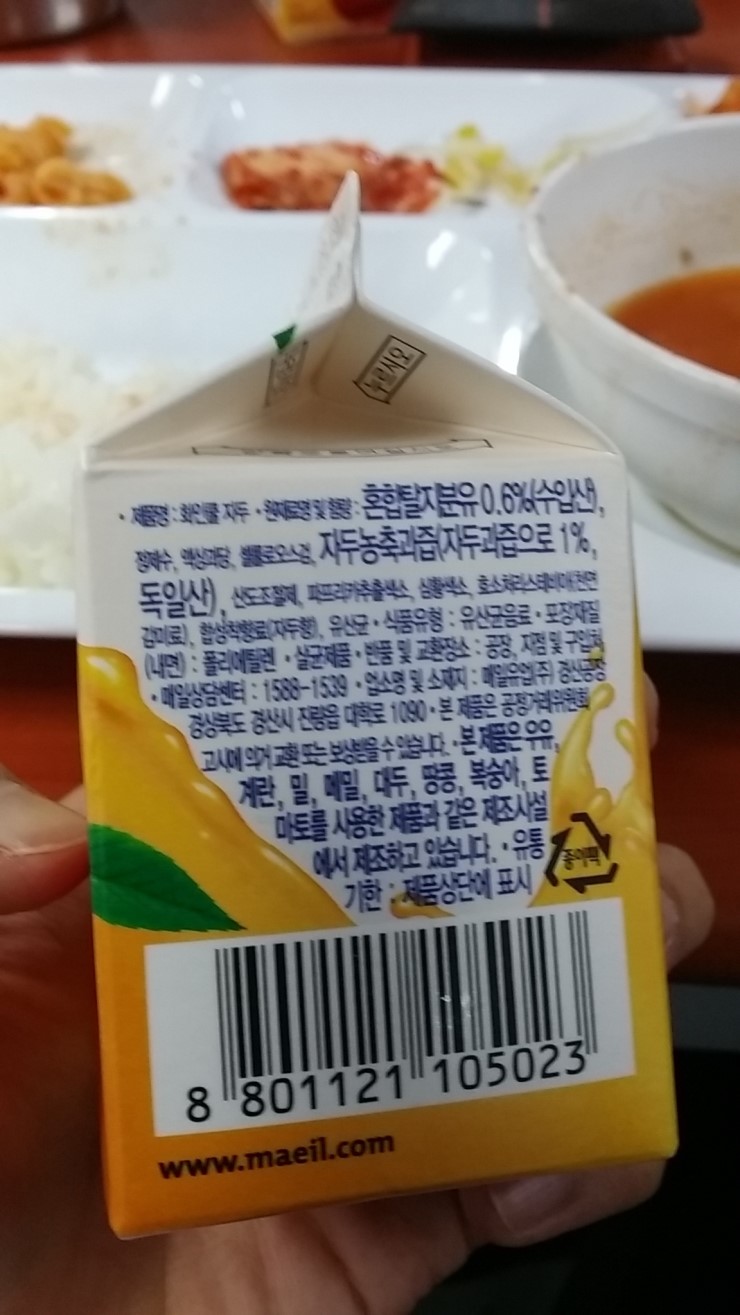 • 제품명 : 화인쿨 자두 • 원재료명 및 함량 : 혼합탈지분유 0.6%(수입산),
정제수, 액상과당, 셀룰로오스검, 자두농축과즙(자두과즙으로 1%,
독일산), 산도조절제, 파프리카추출색소, 심황색소, 효소처리스테비아(천연
감미료), 합성착향료(자두향), 유산균 • 식품유형 : 유산균음료 • 포장재질
(내면) : 폴리에틸렌 • 살균제품 • 반품 및 교환장소 : 공장, 지점 및 구입처
• 매일상담센터 : 1588-1539 • 업소명 및 소재지 : 매일유업(주) 경산공장
경상북도 경산시 진량읍 대학로 1090 • 본 제품은 공정거래위원회
고시에 의거 교환 또는 보상받을 수 있습니다. • 본 제품은 우유,
계란, 밀, 메밀, 대두, 땅콩, 복숭아, 토
마토를 사용한 제품과 같은 제조시설
에서 제조하고 있습니다. • 유통
기한 : 제품상단에 표시
종이팩
8 801121 105023
www.maeil.com